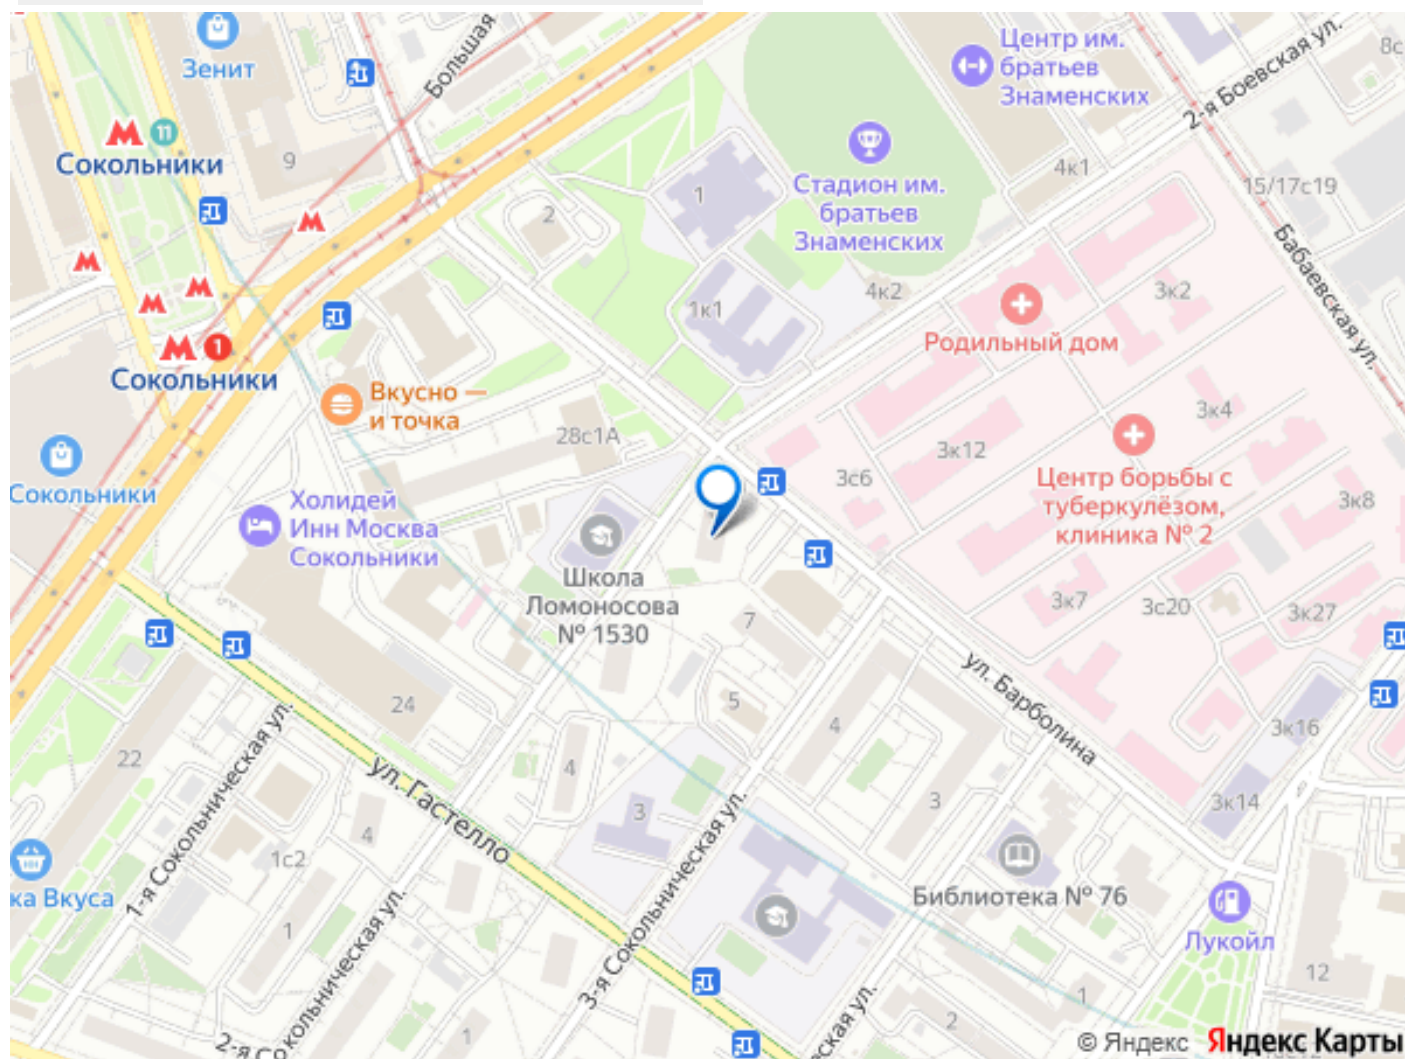 Зенит
Большая
Центр им.
братьев
Знаменских
2-я Боевская ул.
8с
11
Сокольники
9
4к1
15/17с19
Стадион им.
братьев
Знаменских
1
2
Бабаевская ул.
4к2
3к2
1к1
Родильный дом
1
Сокольники
Вкусно —
и точка
28с1А
3к4
3к12
Сокольники
3с6
Центр борьбы с
туберкулёзом,
клиника № 2
3к8
Холидей
Инн Москва
Сокольники
Школа
Ломоносова
№ 1530
3к7
3с20
3к27
7
ул. Барболина
5
24
4
3к16
22
1-я Сокольническая ул.
ул. Гастелло
4
3
3
3к14
4
1с2
ка Вкуса
Библиотека № 76
Лукойл
1
2-я Сокольническая ул.
3-я Сокольническая ул.
12
1
2
1
ская ул.
© Яндекс Яндекс Карты